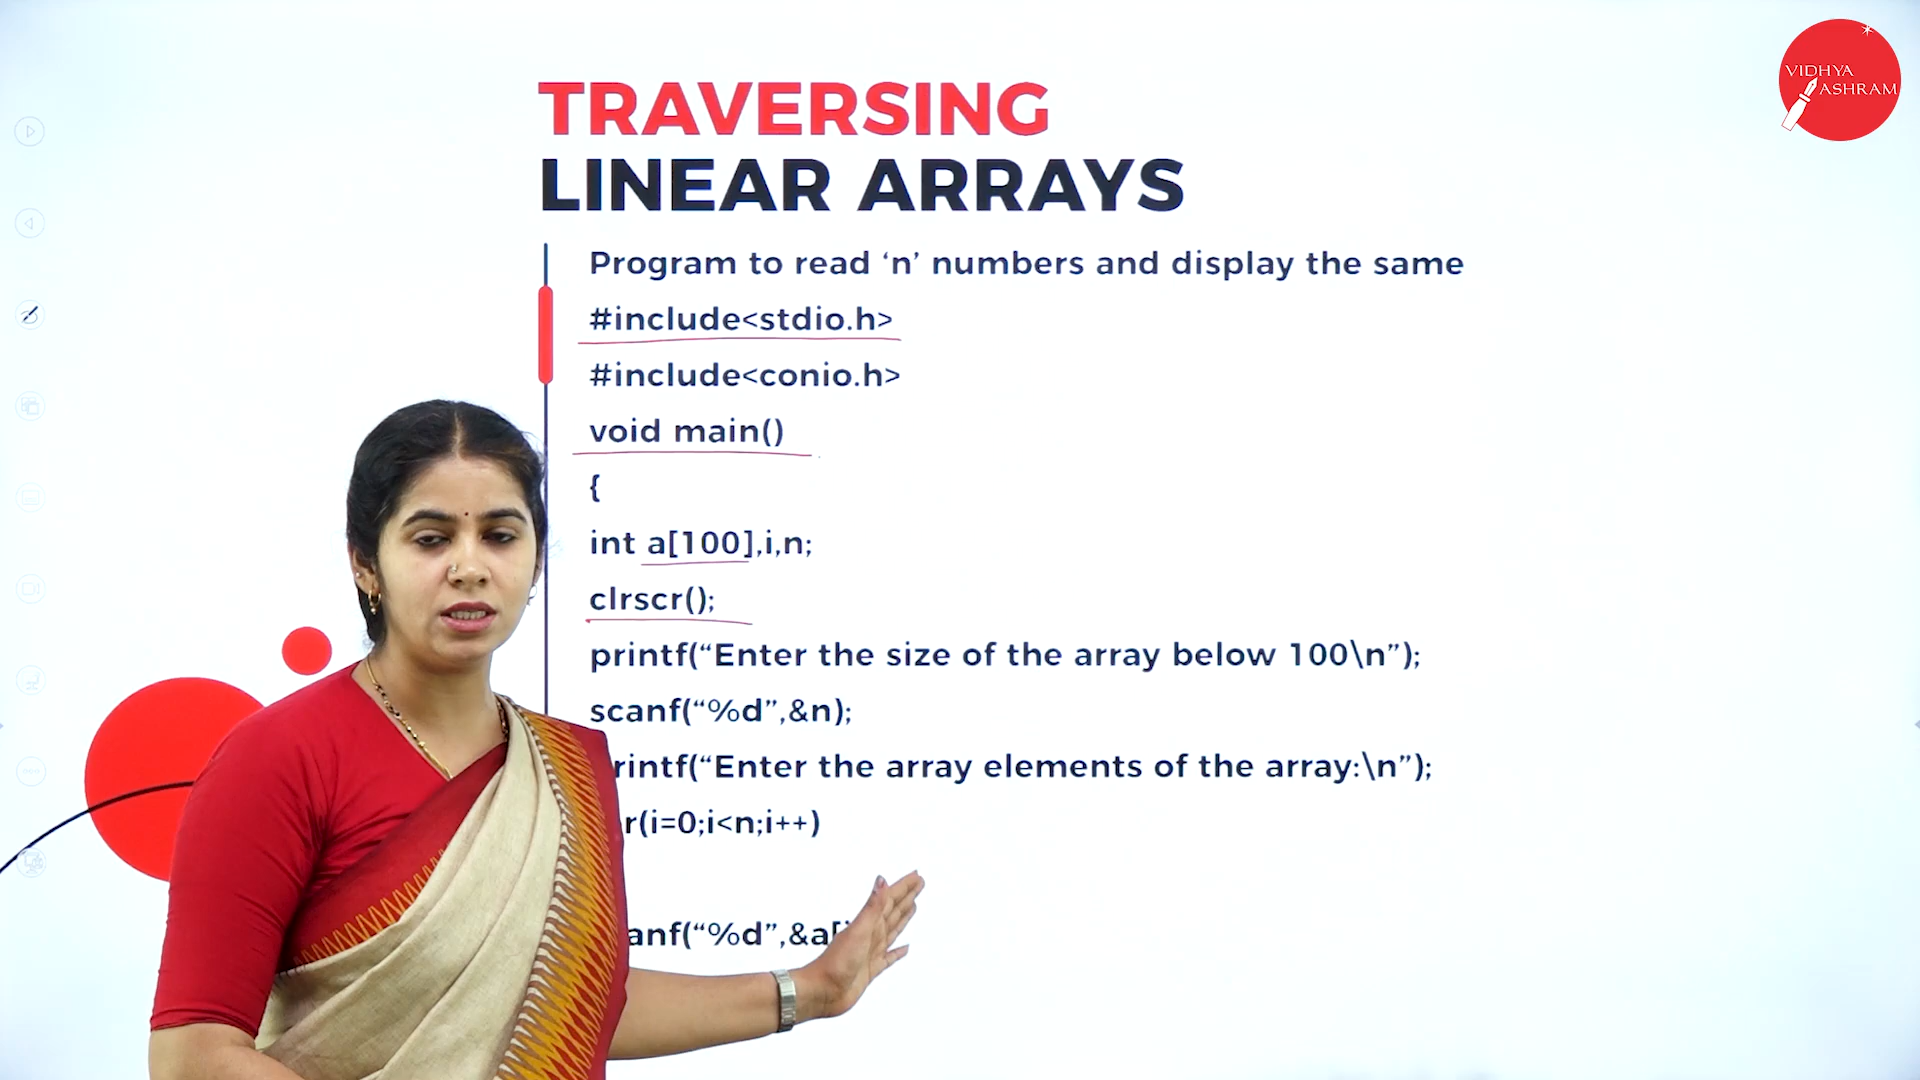 VIDHYA
ASHRAM
TRAVERSING
LINEAR ARRAYS
Program to read ‘n’ numbers and display the same
#include<stdio.h>
#include<conio.h>
void main()
{
int a[100],i,n;
clrscr();
printf(“Enter the size of the array below 100\n”);
scanf(“%d”,&n);
rintf(“Enter the array elements of the array:\n”);
r(i=0;i<n;i++)
anf(“%d”,&a[